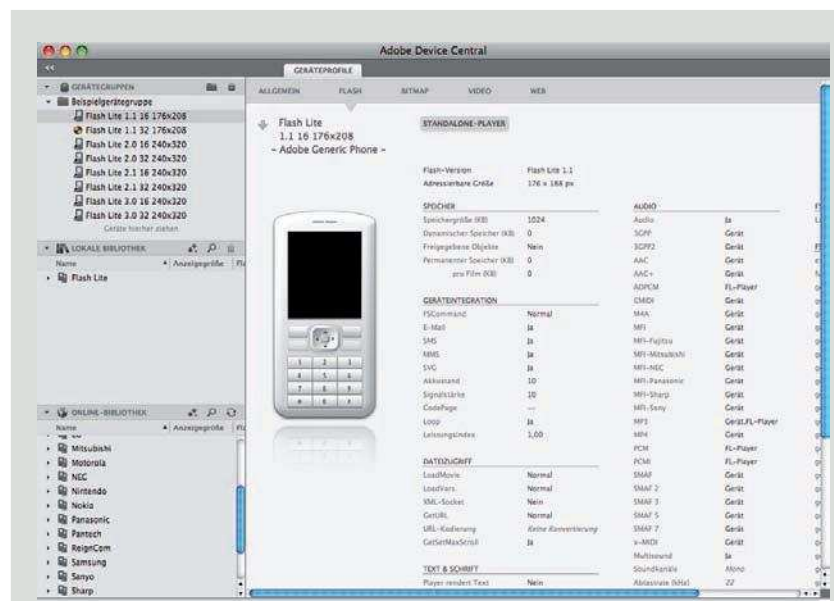 Adobe Device Central
GERÄTEPROFILE
GERÄTEGRUPPEN
Beispielgerätegruppe
Flash Lite 1.1 16 176x208
Flash Lite 1.1 32 176x208
Flash Lite 2.0 16 240x320
Flash Lite 2.0 32 240x320
Flash Lite 2.1 16 240x320
Flash Lite 2.1 32 240x320
Flash Lite 3.0 16 240x320
Flash Lite 3.0 32 240x320
Geräte hierher ziehen
LOKALE BIBLIOTHEK
Name Anzeigegröße Fla
Flash Lite
ONLINE-BIBLIOTHEK
Name Anzeigegröße
LG
Mitsubishi
Motorola
NEC
Nintendo
Nokia
Panasonic
Pantech
ReignCom
Samsung
Sanyo
Sharp
ALLGEMEIN FLASH BITMAP VIDEO WEB
Flash Lite
1.1 16 176x208
- Adobe Generic Phone -
STANDALONE-PLAYER
Flash-Version Flash Lite 1.1
Adressierbare Größe 176 x 188 px
SPEICHER
Speichergröße (KB) 1024
Dynamischer Speicher (KB) 0
Freigegebene Objekte Nein
Permanenter Speicher (KB) 0
pro Film (KB) 0
GERÄTEINTEGRATION
FSCommand Normal
E-Mail Ja
SMS Ja
MMS Ja
SVG Ja
Akkustand 10
Signalstärke 10
CodePage ---
Loop Ja
Leistungsindex 1,00
DATEIZUGRIFF
LoadMovie Normal
LoadVars Normal
XML-Socket Nein
GetURL Normal
URL-Kodierung Keine Konvertierung
GetSetMaxScroll Ja
TEXT & SCHRIFT
Player rendert Text Nein
AUDIO
Audio Ja
3GPP Gerät
3GPP2 Gerät
AAC Gerät
AAC+ Gerät
ADPCM FL-Player
CMIDI Gerät
M4A Gerät
MFi Gerät
MFi-Fujitsu Gerät
MFi-Mitsubishi Gerät
MFi-NEC Gerät
MFi-Panasonic Gerät
MFi-Sharp Gerät
MFi-Sony Gerät
MP3 Gerät,FL-Player
MP4 Gerät
PCM FL-Player
PCMI FL-Player
SMAF Gerät
SMAF 2 Gerät
SMAF 3 Gerät
SMAF 5 Gerät
SMAF 7 Gerät
v-MIDI Gerät
Multisound Ja
Soundkanäle Mono
Abtastrate (kHz) 22